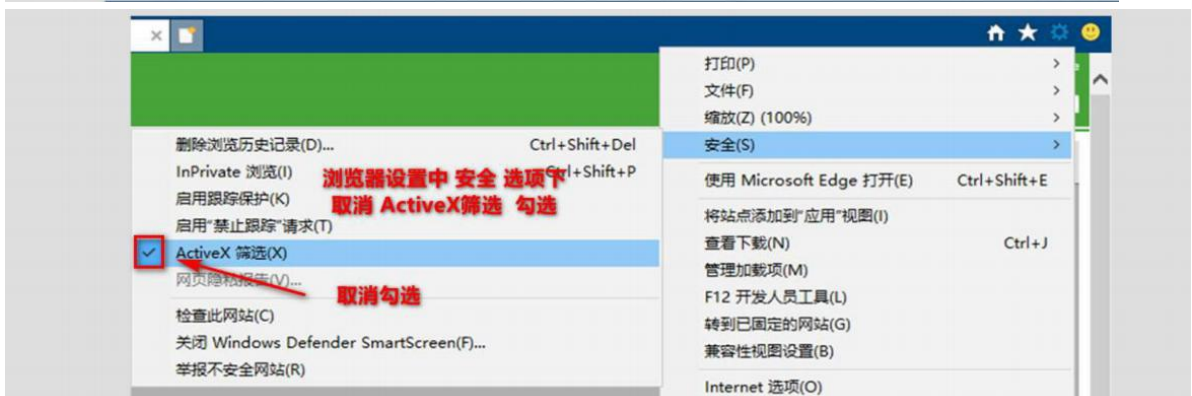 打印(P)
文件(F)
缩放(Z) (100%)
安全(S)
使用 Microsoft Edge 打开(E) Ctrl+Shift+E
将站点添加到"应用"视图(I)
查看下载(N) Ctrl+J
管理加载项(M)
F12 开发人员工具(L)
转到已固定的网站(G)
兼容性视图设置(B)
Internet 选项(O)
删除浏览历史记录(D)... Ctrl+Shift+Del
InPrivate 浏览(I) Ctrl+Shift+P
启用跟踪保护(K)
启用"禁止跟踪"请求(T)
ActiveX 筛选(X)
网页隐私报告(V)...
检查此网站(C)
关闭 Windows Defender SmartScreen(F)...
举报不安全网站(R)
浏览器设置中 安全 选项下
取消 ActiveX筛选 勾选
取消勾选